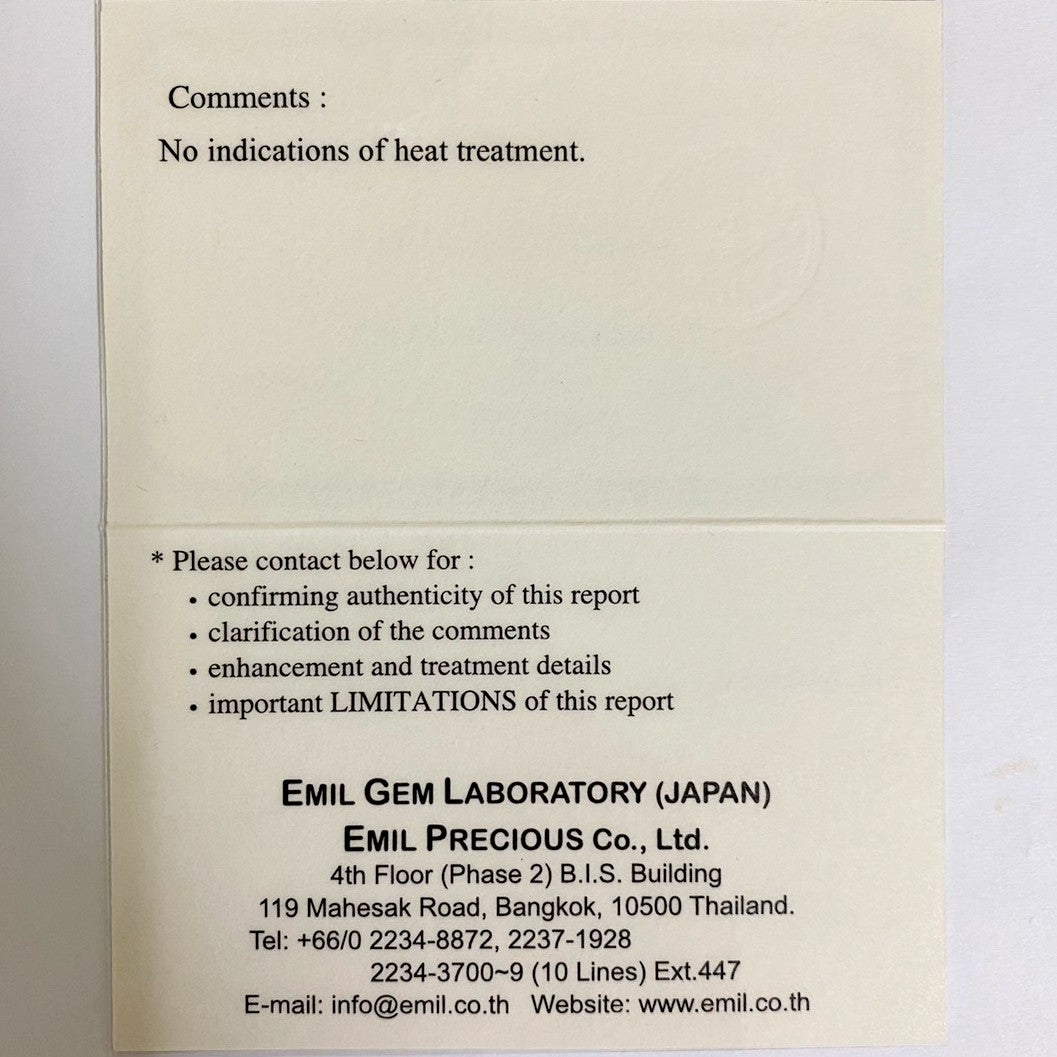 Comments :
No indications of heat treatment.
* Please contact below for :
• confirming authenticity of this report
• clarification of the comments
• enhancement and treatment details
• important LIMITATIONS of this report
EMIL GEM LABORATORY (JAPAN)
EMIL PRECIOUS Co., Ltd.
4th Floor (Phase 2) B.I.S. Building
119 Mahesak Road, Bangkok, 10500 Thailand.
Tel: +66/0 2234-8872, 2237-1928
2234-3700~9 (10 Lines) Ext.447
E-mail: info@emil.co.th Website: www.emil.co.th